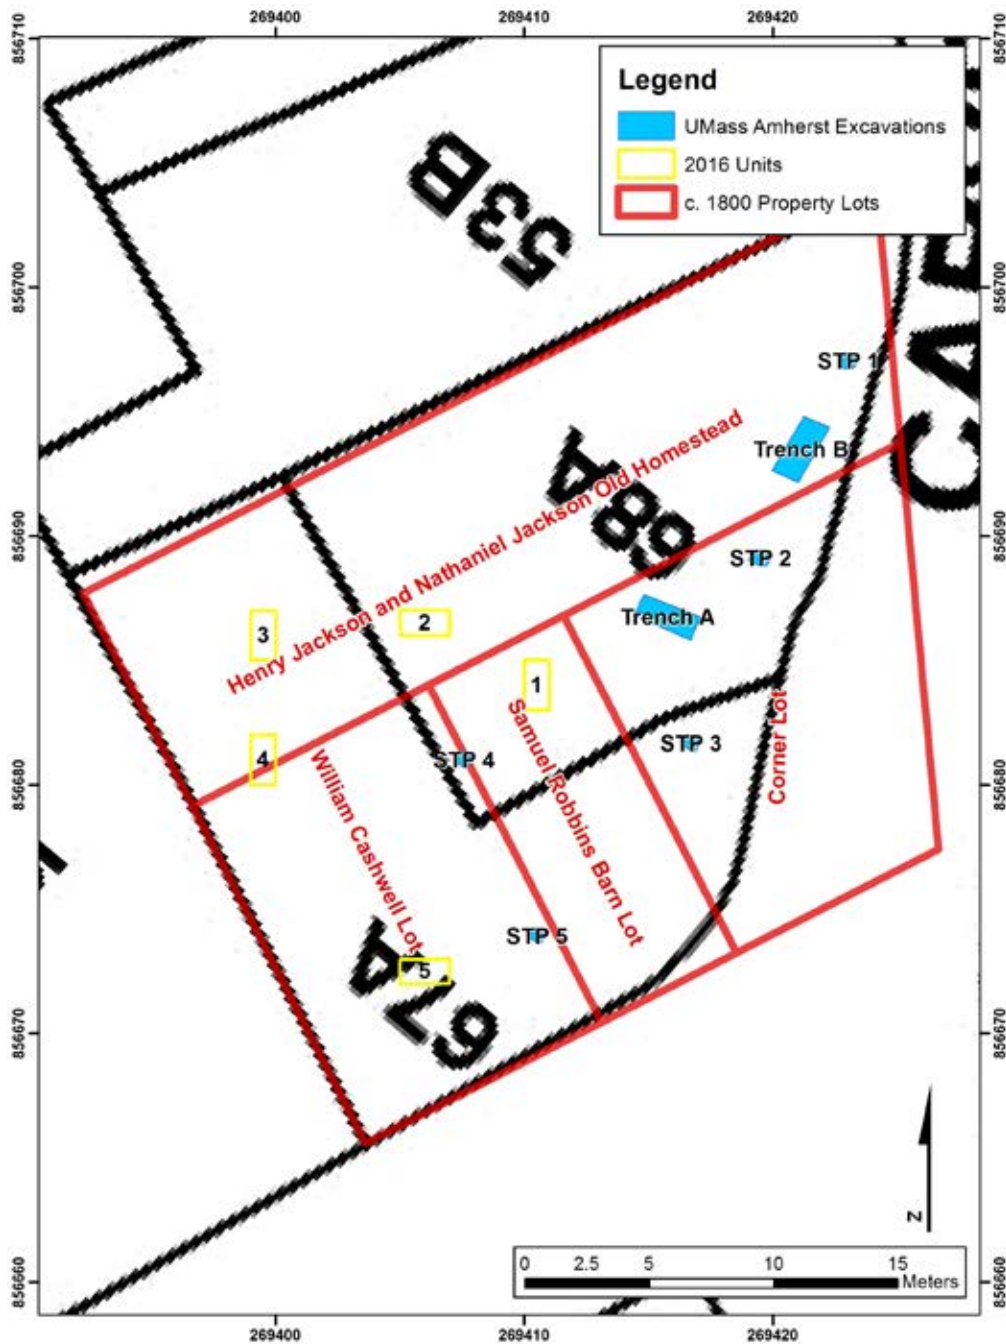 269400
269410
269420
856710
856710
Legend
UMass Amherst Excavations
2016 Units
c. 1800 Property Lots
53B
856700
856700
STP 1
Trench B
Henry Jackson and Nathaniel Jackson Old Homestead
68A
856690
856690
STP 2
Trench A
3
2
1
Samuel Robbins Barn Lot
STP 3
Corner Lot
4
William Cashwell Lot
STP 4
856680
856680
STP 5
5
67A
856670
856670
N
0
2.5
5
10
15
Meters
856660
856660
269400
269410
269420